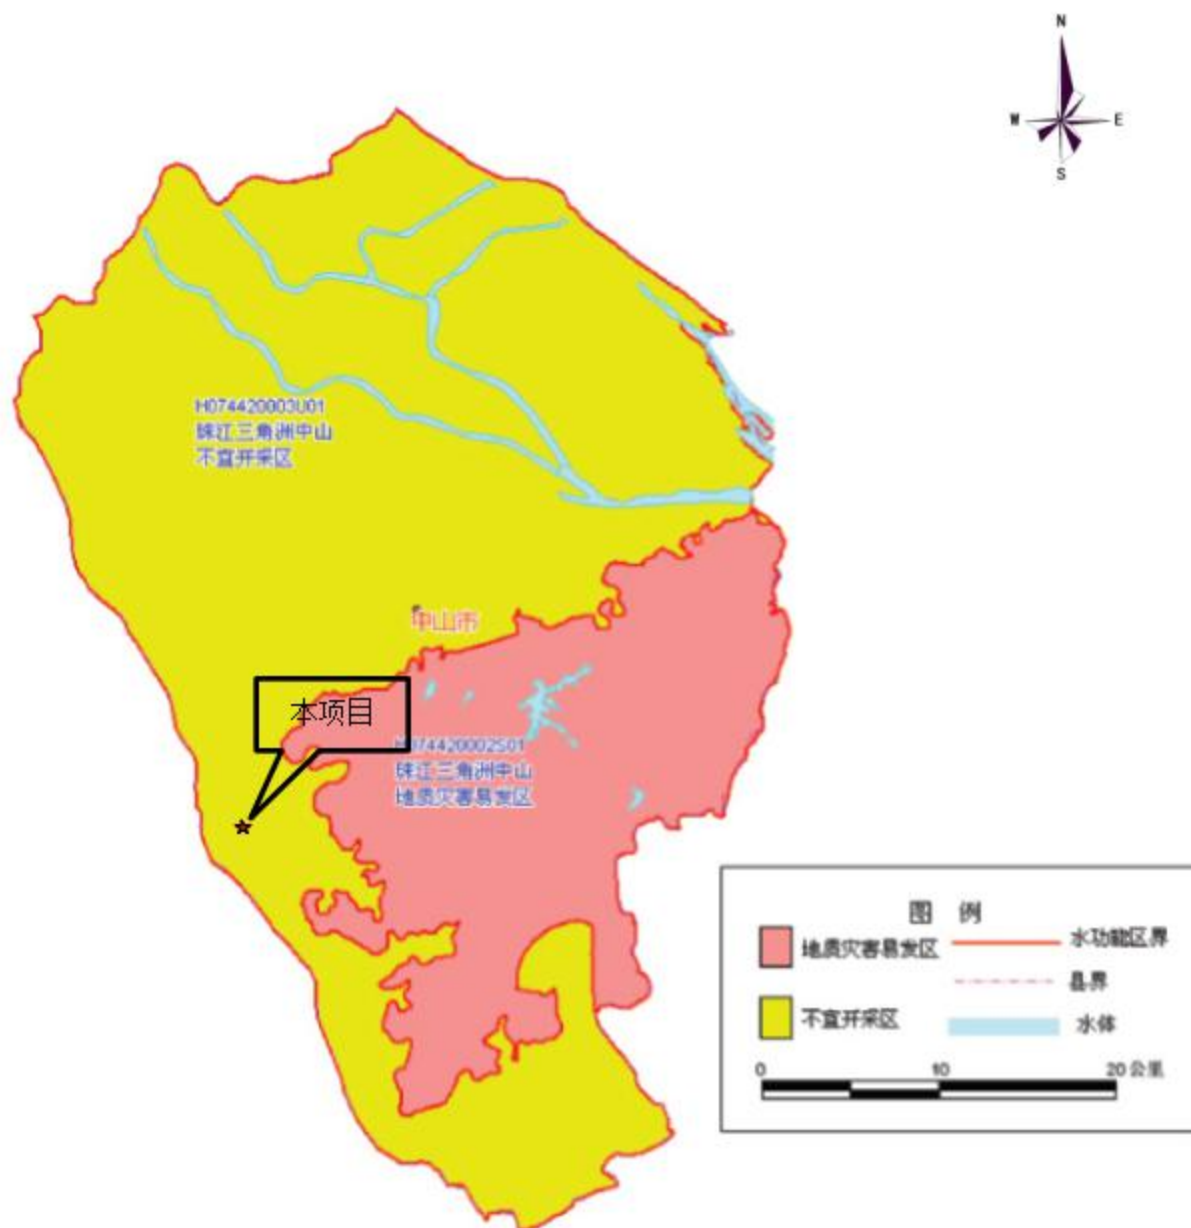 N
W
E
S
H074420003U01
珠江三角洲中山
不宜开采区
中山市
本项目
H074420002S01
珠江三角洲中山
地质灾害易发区
图 例
地质灾害易发区
水功能区界
县界
不宜开采区
水体
0
10
20公里